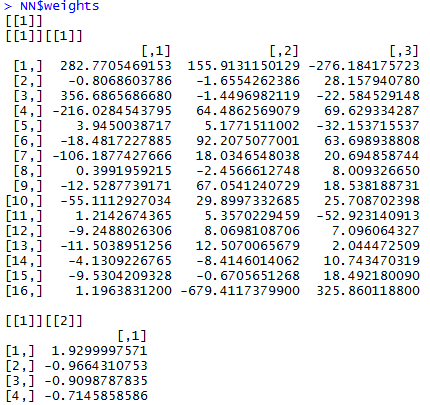 > NN$weights
[[1]]
[[1]][[1]]
[,1] [,2] [,3]
[1,] 282.7705469153 155.9131150129 -276.184175723
[2,] -0.8068603786 -1.6554262386 28.157940780
[3,] 356.6865686680 -1.4496982119 -22.584529148
[4,] -216.0284543795 64.4862569079 69.629334287
[5,] 3.9450038717 5.1771511002 -32.153715537
[6,] -18.4817227885 92.2075077001 63.698938808
[7,] -106.1877427666 18.0346548038 20.694858744
[8,] 0.3991959215 -2.4566612748 8.009326650
[9,] -12.5287739171 67.0541240729 18.538188731
[10,] -55.1112927034 29.8997332685 25.708702398
[11,] 1.2142674365 5.3570229459 -52.923140913
[12,] -9.2488026306 8.0698108706 7.096064327
[13,] -11.5038951256 12.5070065679 2.044472509
[14,] -4.1309226765 -8.4146014062 10.743470319
[15,] -9.5304209328 -0.6705651268 18.492180090
[16,] 1.1963831200 -679.4117379900 325.860118800
[[1]][[2]]
[,1]
[1,] 1.9299997571
[2,] -0.9664310753
[3,] -0.9098787835
[4,] -0.7145858586